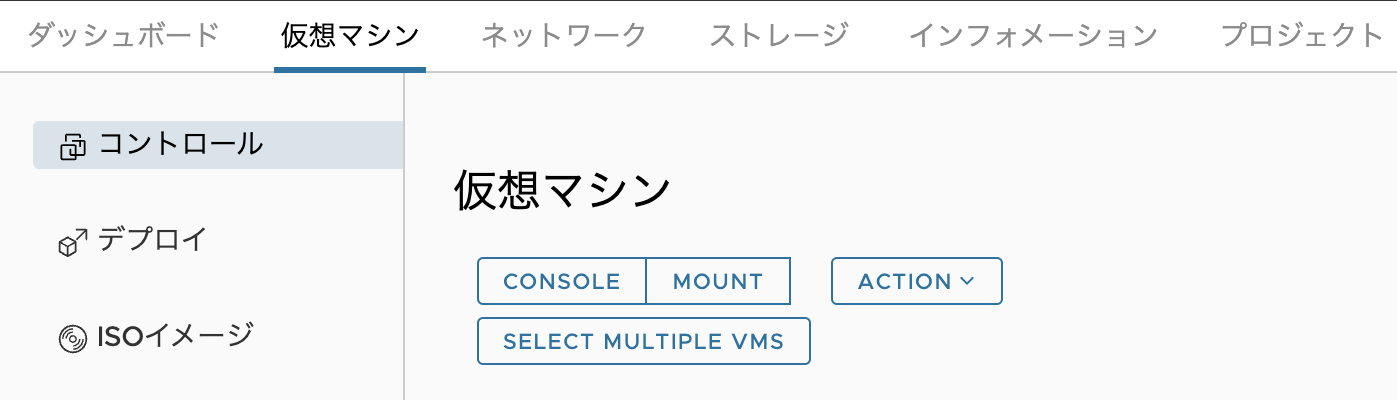 ダッシュボード 仮想マシン ネットワーク ストレージ インフォメーション プロジェクト
コントロール
デプロイ
ISOイメージ
仮想マシン
CONSOLE MOUNT ACTION
SELECT MULTIPLE VMS